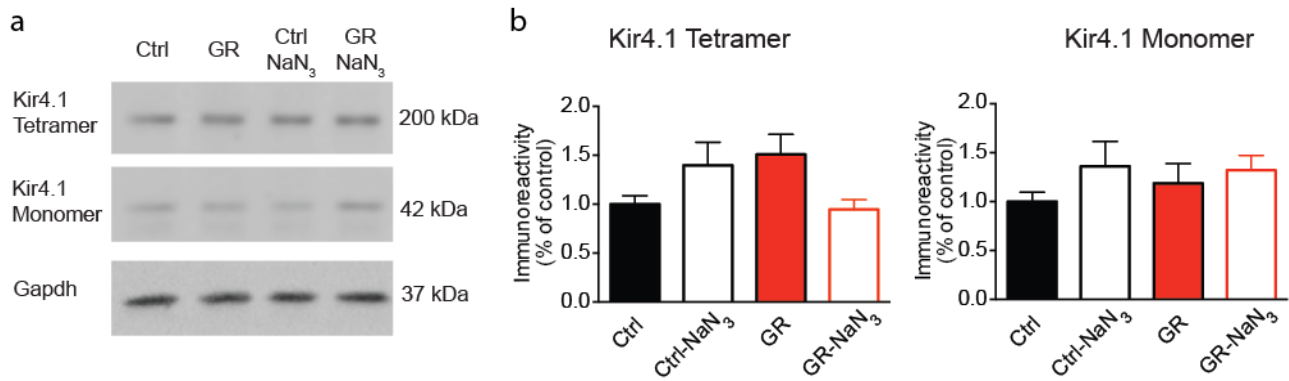 a
Ctrl
GR
Ctrl
NaN3
GR
NaN3
Kir4.1
Tetramer
200 kDa
Kir4.1
Monomer
42 kDa
Gapdh
37 kDa
b
Kir4.1 Tetramer
Immunoreactivity
(% of control)
2.0
1.5
1.0
0.5
0.0
Ctrl
Ctrl-NaN3
GR
GR-NaN3
Kir4.1 Monomer
Immunoreactivity
(% of control)
2.0
1.5
1.0
0.5
0.0
Ctrl
Ctrl-NaN3
GR
GR-NaN3